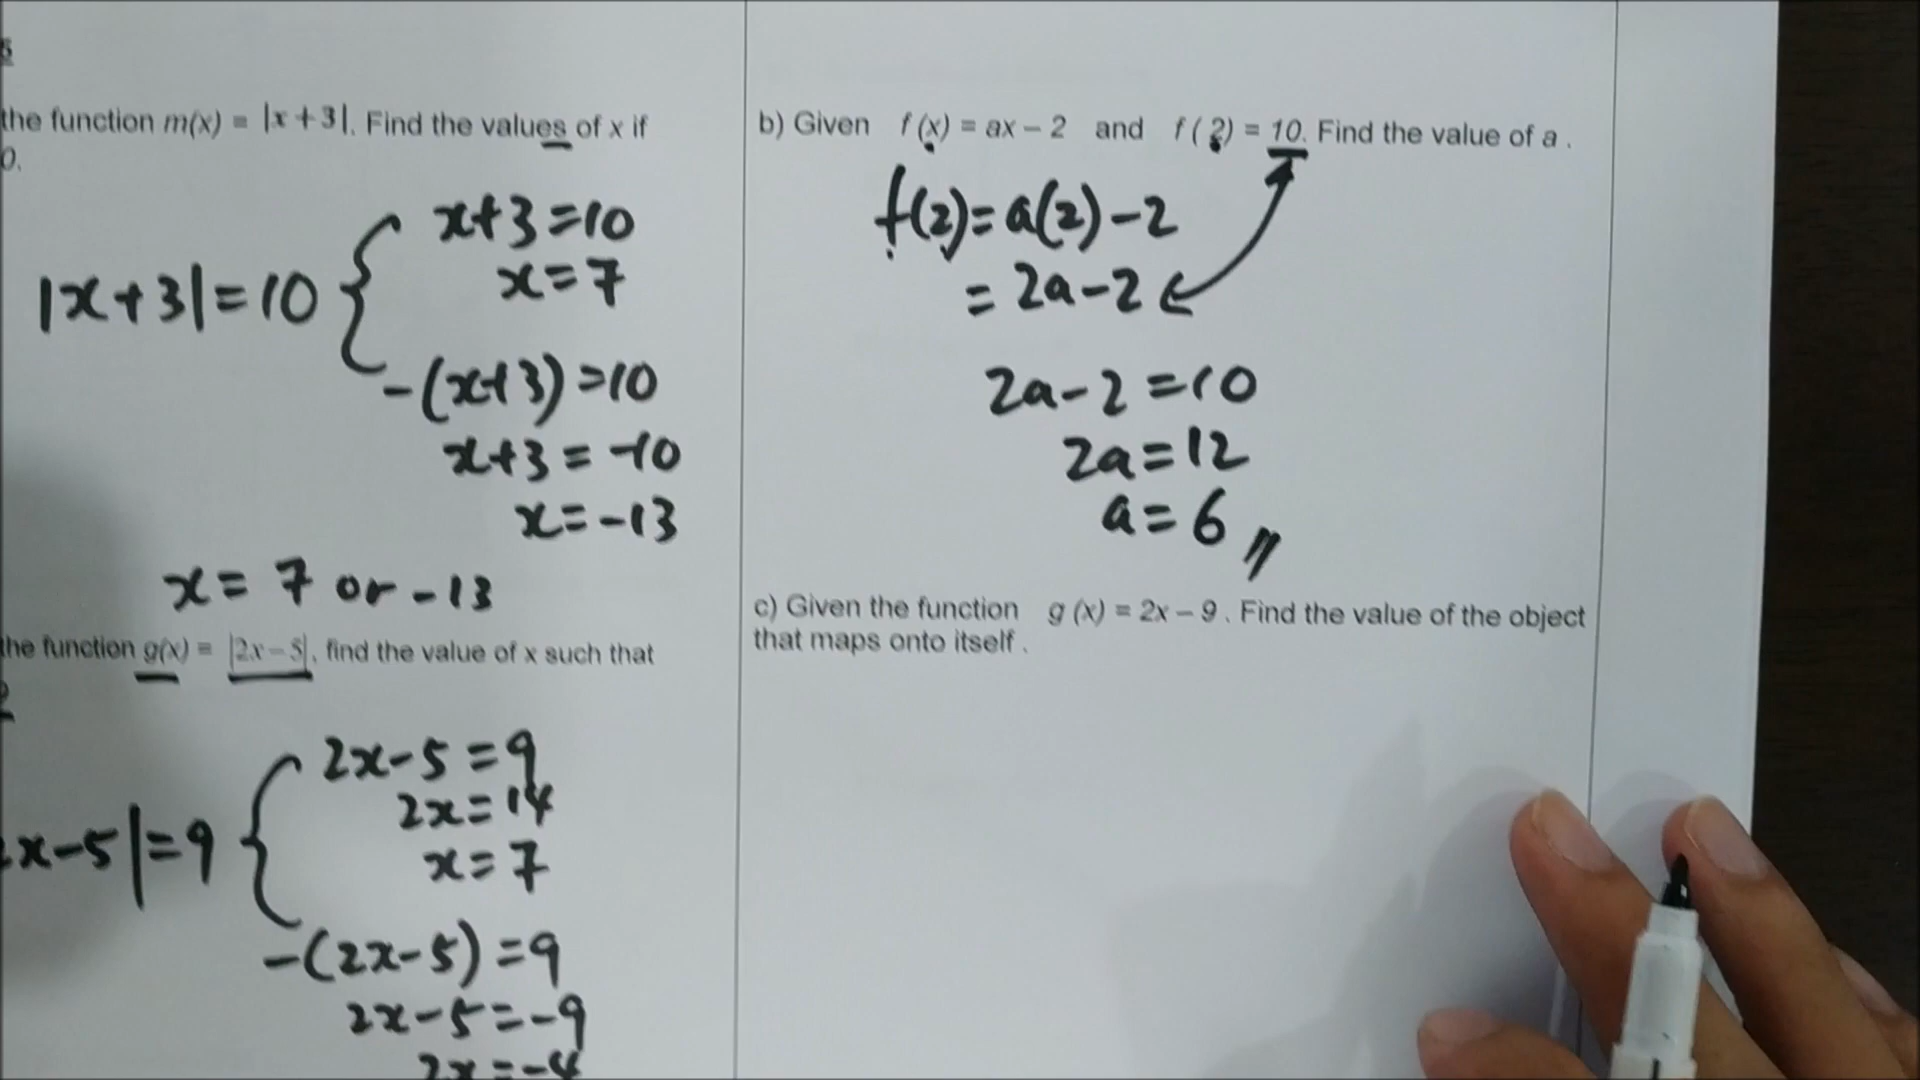 5
the function m(x) = |x+3|. Find the values of x if
0.
|x+3|=10
x+3=10
x=7
-(x+3)=10
x+3=-10
x=-13
x=7 or -13
the function g(x) = |2x-5|, find the value of x such that
x-5|=9
2x-5=9
2x=14
x=7
-(2x-5)=9
2x-5=-9
2x=-4
b) Given f(x) = ax – 2 and f(2) = 10. Find the value of a.
f(2)=a(2)-2
=2a-2
2a-2=10
2a=12
a=6
c) Given the function g(x) = 2x – 9. Find the value of the object
that maps onto itself.